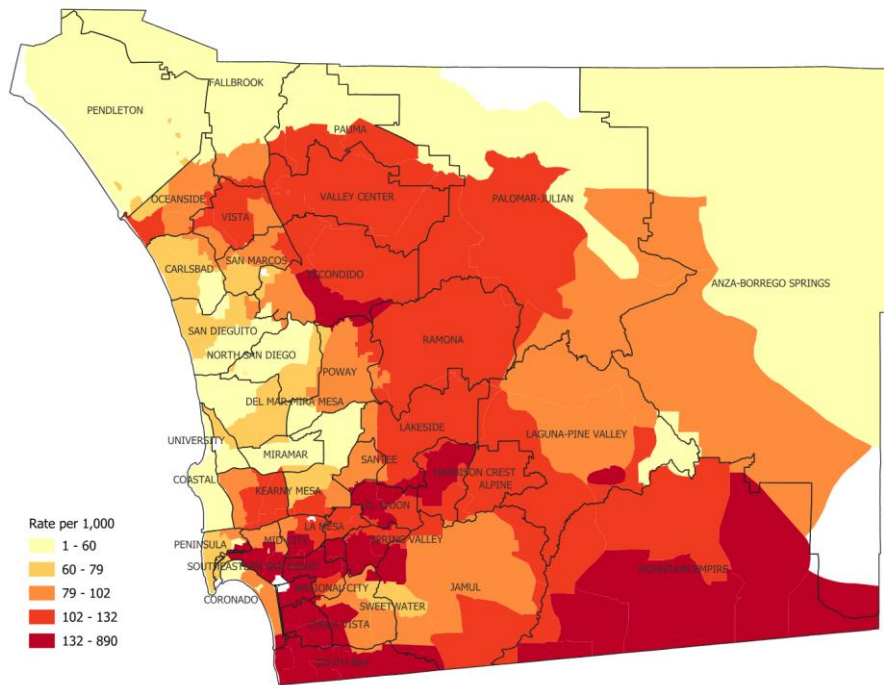 FALLBROOK
PENDLETON
PAUMA
OCEANSIDE
VALLEY CENTER
PALOMAR-JULIAN
VISTA
SAN MARCOS
CARLSBAD
ESCONDIDO
ANZA-BORREGO SPRINGS
SAN DIEGUITO
RAMONA
NORTH SAN DIEGO
POWAY
DEL MAR-MIRA MESA
LAKESIDE
LAGUNA-PINE VALLEY
UNIVERSITY
MIRAMAR
SANTEE
HARBISON CREST
ALPINE
COASTAL
KEARNY MESA
EL CAJON
LA MESA
SPRING VALLEY
PENINSULA
MID-CITY
SOUTHEASTERN SAN DIEGO
MOUNTAIN EMPIRE
NATIONAL CITY
JAMUL
CORONADO
SWEETWATER
CHULA VISTA
SOUTH BAY
Rate per 1,000
1 - 60
60 - 79
79 - 102
102 - 132
132 - 890